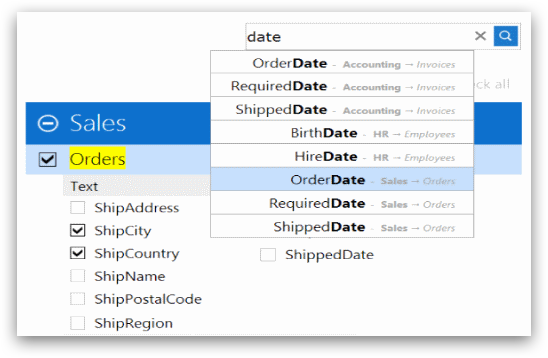 date
OrderDate - Accounting → Invoices
RequiredDate - Accounting → Invoices
ck all
ShippedDate - Accounting → Invoices
Sales
BirthDate - HR → Employees
Orders
HireDate - HR → Employees
Text
OrderDate - Sales → Orders
ShipAddress
RequiredDate - Sales → Orders
ShipCity
ShippedDate - Sales → Orders
ShipCountry
ShippedDate
ShipName
ShipPostalCode
ShipRegion